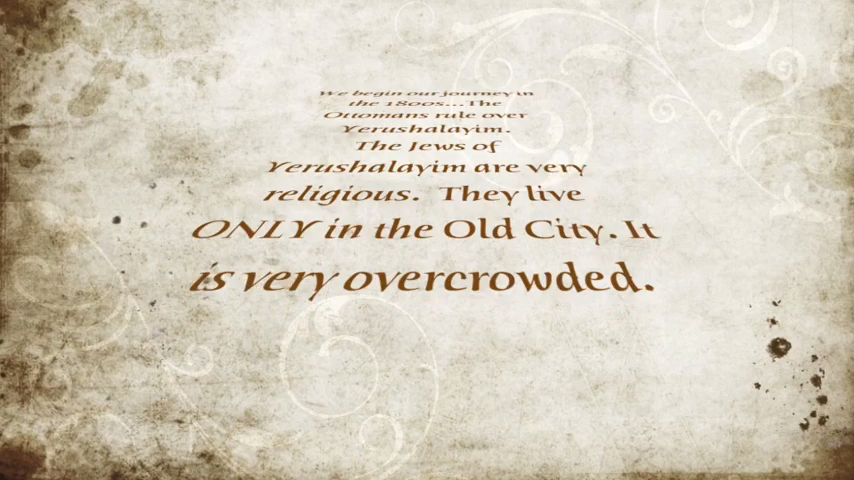 We begin our journey in
the 1800s...The
Ottomans rule over
Yerushalayim.
The Jews of
Yerushalayim are very
religious. They live
ONLY in the Old City. It
is very overcrowded.